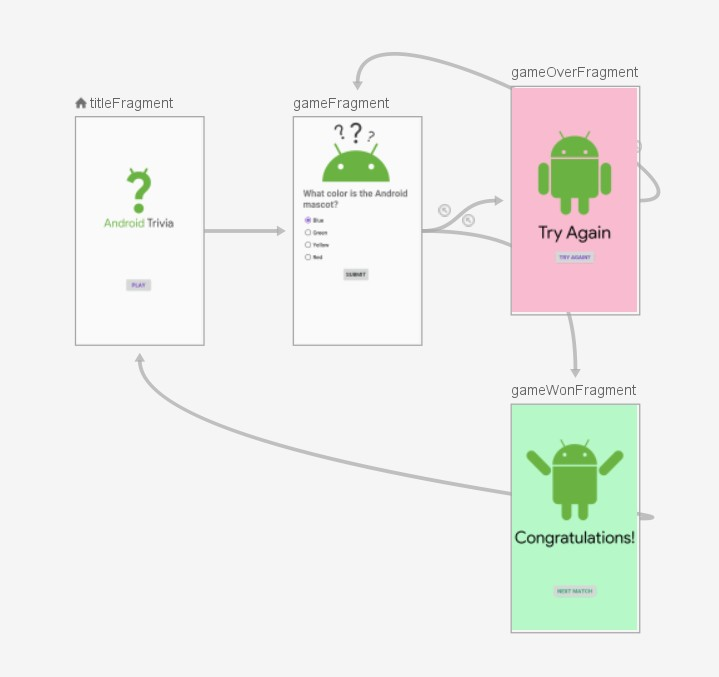 gameOverFragment
titleFragment
gameFragment
? ? ?
What color is the Android
mascot?
Blue
Green
Yellow
Red
SUBMIT
?
Android Trivia
PLAY
Try Again
TRY AGAIN?
gameWonFragment
Congratulations!
NEXT MATCH